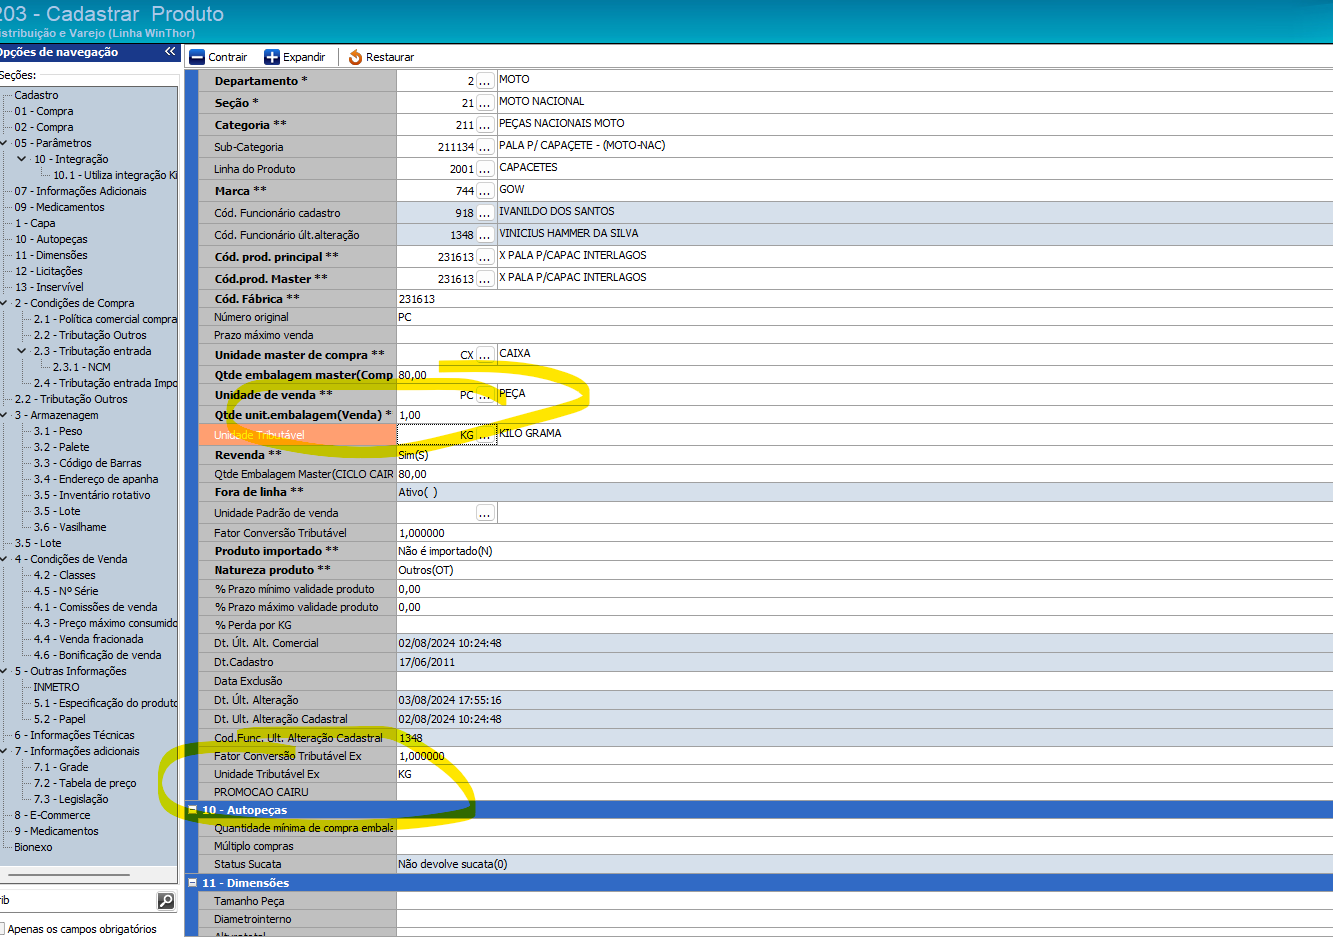 203 - Cadastrar Produto
istribuição e Varejo (Linha WinThor)
Opções de navegação «
Seções:
Cadastro
01 - Compra
02 - Compra
05 - Parâmetros
10 - Integração
10.1 - Utiliza integração Ki
07 - Informações Adicionais
09 - Medicamentos
1 - Capa
10 - Autopeças
11 - Dimensões
12 - Licitações
13 - Inservível
2 - Condições de Compra
2.1 - Política comercial compra
2.2 - Tributação Outros
2.3 - Tributação entrada
2.3.1 - NCM
2.4 - Tributação entrada Impo
2.2 - Tributação Outros
3 - Armazenagem
3.1 - Peso
3.2 - Palete
3.3 - Código de Barras
3.4 - Endereço de apanha
3.5 - Inventário rotativo
3.5 - Lote
3.6 - Vasilhame
3.5 - Lote
4 - Condições de Venda
4.2 - Classes
4.5 - Nº Série
4.1 - Comissões de venda
4.3 - Preço máximo consumido
4.4 - Venda fracionada
4.6 - Bonificação de venda
5 - Outras Informações
INMETRO
5.1 - Especificação do produto
5.2 - Papel
6 - Informações Técnicas
7 - Informações adicionais
7.1 - Grade
7.2 - Tabela de preço
7.3 - Legislação
8 - E-Commerce
9 - Medicamentos
Bionexo
rib
Apenas os campos obrigatórios
Contrair Expandir Restaurar
Departamento * 2 ... MOTO
Seção * 21 ... MOTO NACIONAL
Categoria ** 211 ... PEÇAS NACIONAIS MOTO
Sub-Categoria 211134 ... PALA P/ CAPAÇETE - (MOTO-NAC)
Linha do Produto 2001 ... CAPACETES
Marca ** 744 ... GOW
Cód. Funcionário cadastro 918 ... IVANILDO DOS SANTOS
Cód. Funcionário últ.alteração 1348 ... VINICIUS HAMMER DA SILVA
Cód. prod. principal ** 231613 ... X PALA P/CAPAC INTERLAGOS
Cód.prod. Master ** 231613 ... X PALA P/CAPAC INTERLAGOS
Cód. Fábrica ** 231613
Número original PC
Prazo máximo venda
Unidade master de compra ** CX ... CAIXA
Qtde embalagem master(Comp 80,00
Unidade de venda ** PC ... PEÇA
Qtde unit.embalagem(Venda) * 1,00
Unidade Tributável KG ... KILO GRAMA
Revenda ** Sim(S)
Qtde Embalagem Master(CICLO CAIR 80,00
Fora de linha ** Ativo( )
Unidade Padrão de venda ...
Fator Conversão Tributável 1,000000
Produto importado ** Não é importado(N)
Natureza produto ** Outros(OT)
% Prazo mínimo validade produto 0,00
% Prazo máximo validade produto 0,00
% Perda por KG
Dt. Últ. Alt. Comercial 02/08/2024 10:24:48
Dt.Cadastro 17/06/2011
Data Exclusão
Dt. Últ. Alteração 03/08/2024 17:55:16
Dt. Ult. Alteração Cadastral 02/08/2024 10:24:48
Cod.Func. Ult. Alteração Cadastral 1348
Fator Conversão Tributável Ex 1,000000
Unidade Tributável Ex KG
PROMOCAO CAIRU
10 - Autopeças
Quantidade mínima de compra embala
Múltiplo compras
Status Sucata Não devolve sucata(0)
11 - Dimensões
Tamanho Peça
Diametrointerno